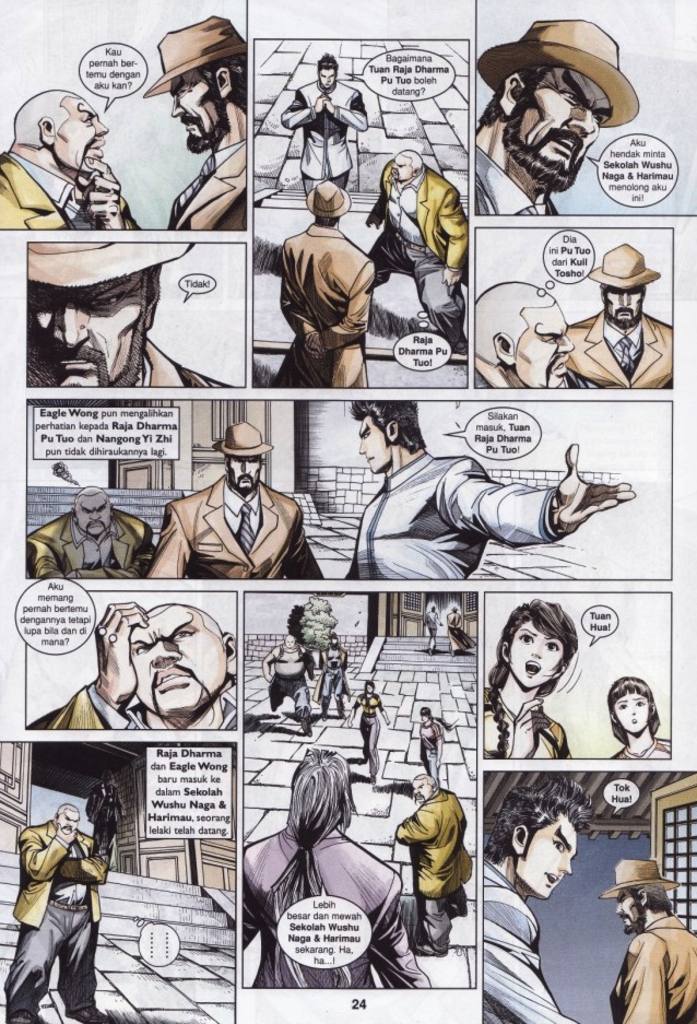 Kau
pernah ber-
temu dengan
aku kan?
Bagaimana
Tuan Raja Dharma
Pu Tuo boleh
datang?
Raja
Dharma Pu
Tuo!
Aku
hendak minta
Sekolah Wushu
Naga & Harimau
menolong aku
ini!
Tidak!
Dia
ini Pu Tuo
dari Kuil
Tosho!
Eagle Wong pun mengalihkan
perhatian kepada Raja Dharma
Pu Tuo dan Nangong Yi Zhi
pun tidak dihiraukannya lagi.
Silakan
masuk, Tuan
Raja Dharma
Pu Tuo!
Aku
memang
pernah bertemu
dengannya tetapi
lupa bila dan di
mana?
Raja Dharma
dan Eagle
Wong
baru masuk ke
dalam Sekolah
Wushu Naga &
Harimau, seorang
lelaki telah datang.
Lebih
besar dan mewah
Sekolah Wushu
Naga & Harimau
sekarang. Ha,
ha...!
Tuan
Hua!
Tok
Hua!
24